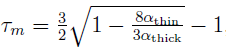 τ_m = \frac{3}{2}\sqrt{1 - \frac{8α_{thin}}{3α_{thick}}} - 1.